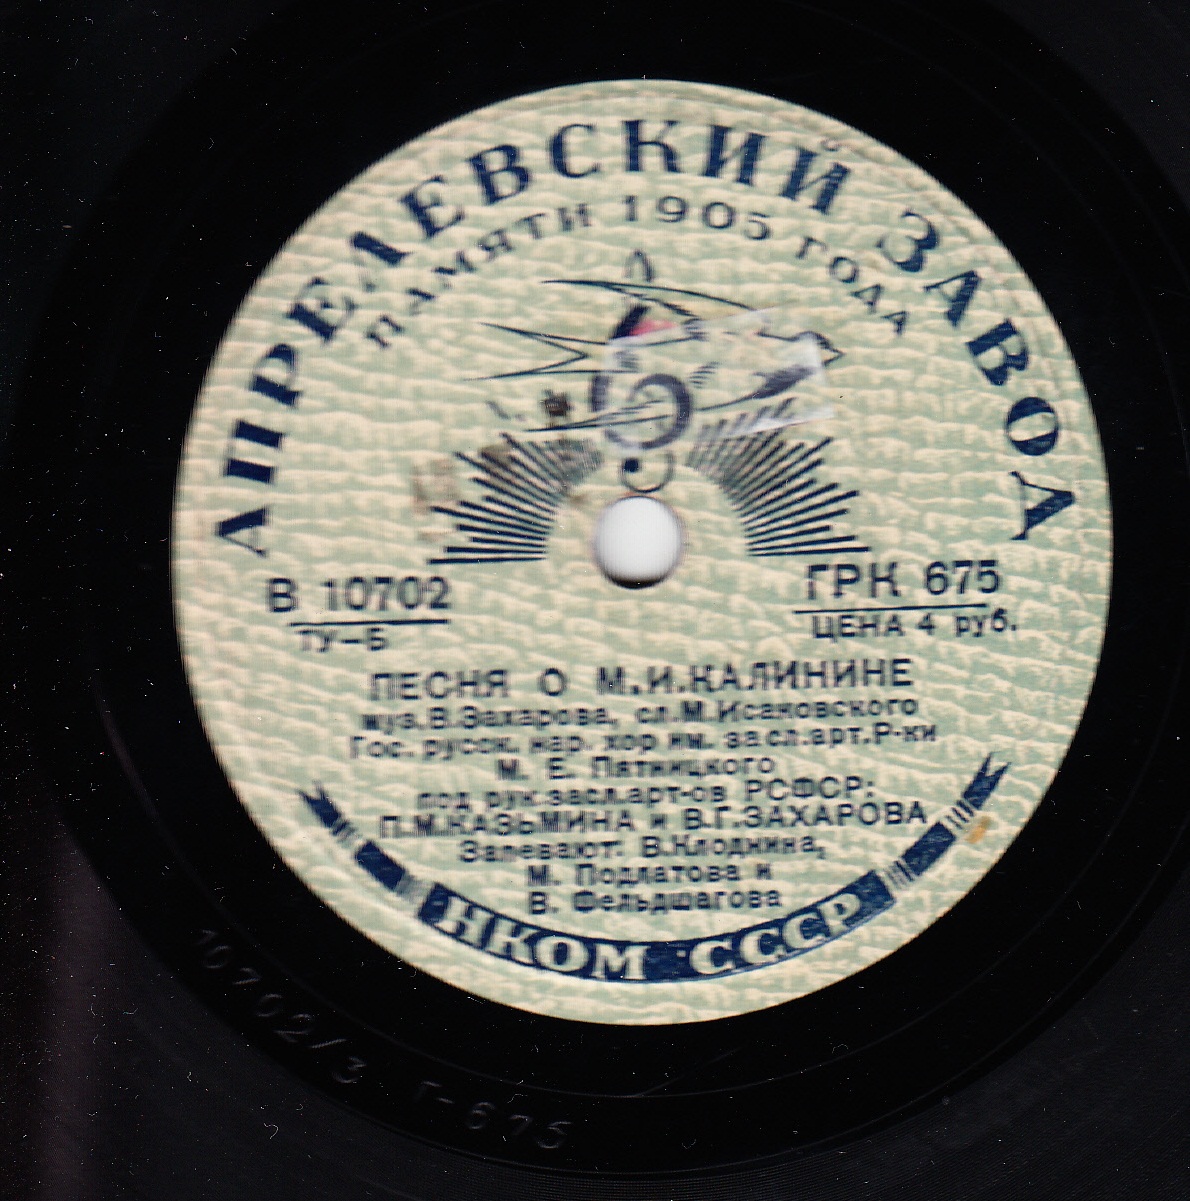 АПРЕЛЕВСКИЙ ЗАВОД
ПАМЯТИ 1905 ГОДА
В 10702
ТУ—Б
ГРК 675
ЦЕНА 4 руб.
ПЕСНЯ О М.И.КАЛИНИНЕ
муз.В.Захарова, сл.М.Исаковского
Гос. русск. нар. хор им. засл.арт.Р-ки
М. Е. Пятницкого
под рук.засл.арт-ов РСФСР:
П.М.КАЗЬМИНА и В.Г.ЗАХАРОВА
Запевают: В.Клоднина,
М. Подлатова и
В. Фельдшагова
НКОМ СССР
10702/3 Г-675